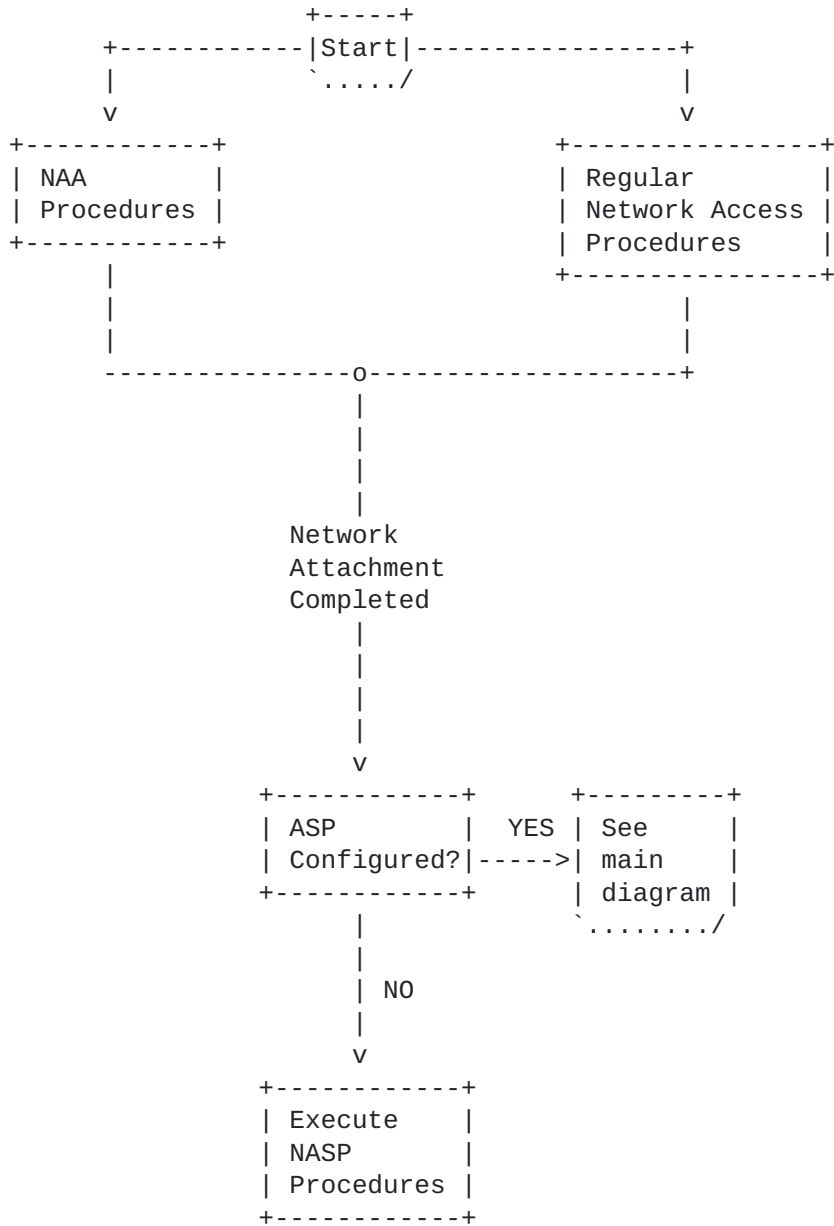 Start
NAA
Procedures
Regular
Network Access
Procedures
Network
Attachment
Completed
ASP
Configured?
YES
See
main
diagram
NO
Execute
NASP
Procedures